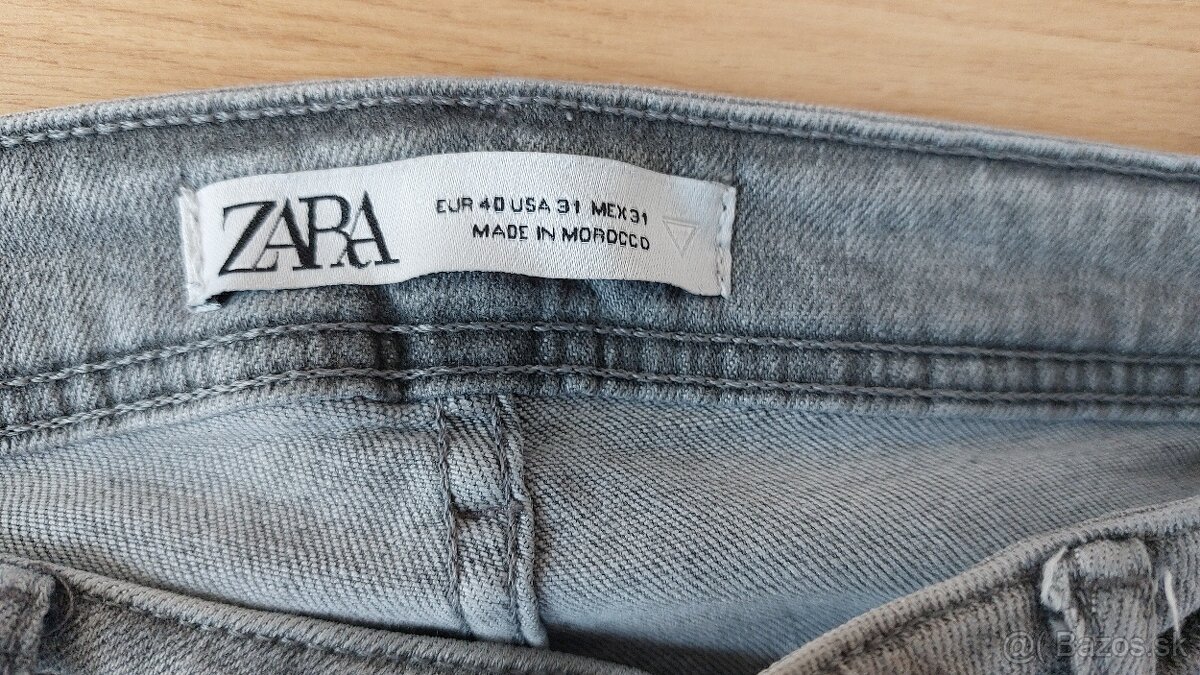 ZARA
EUR 40 USA 31 MEX 31
MADE IN MOROCCO
@ Bazos.sk